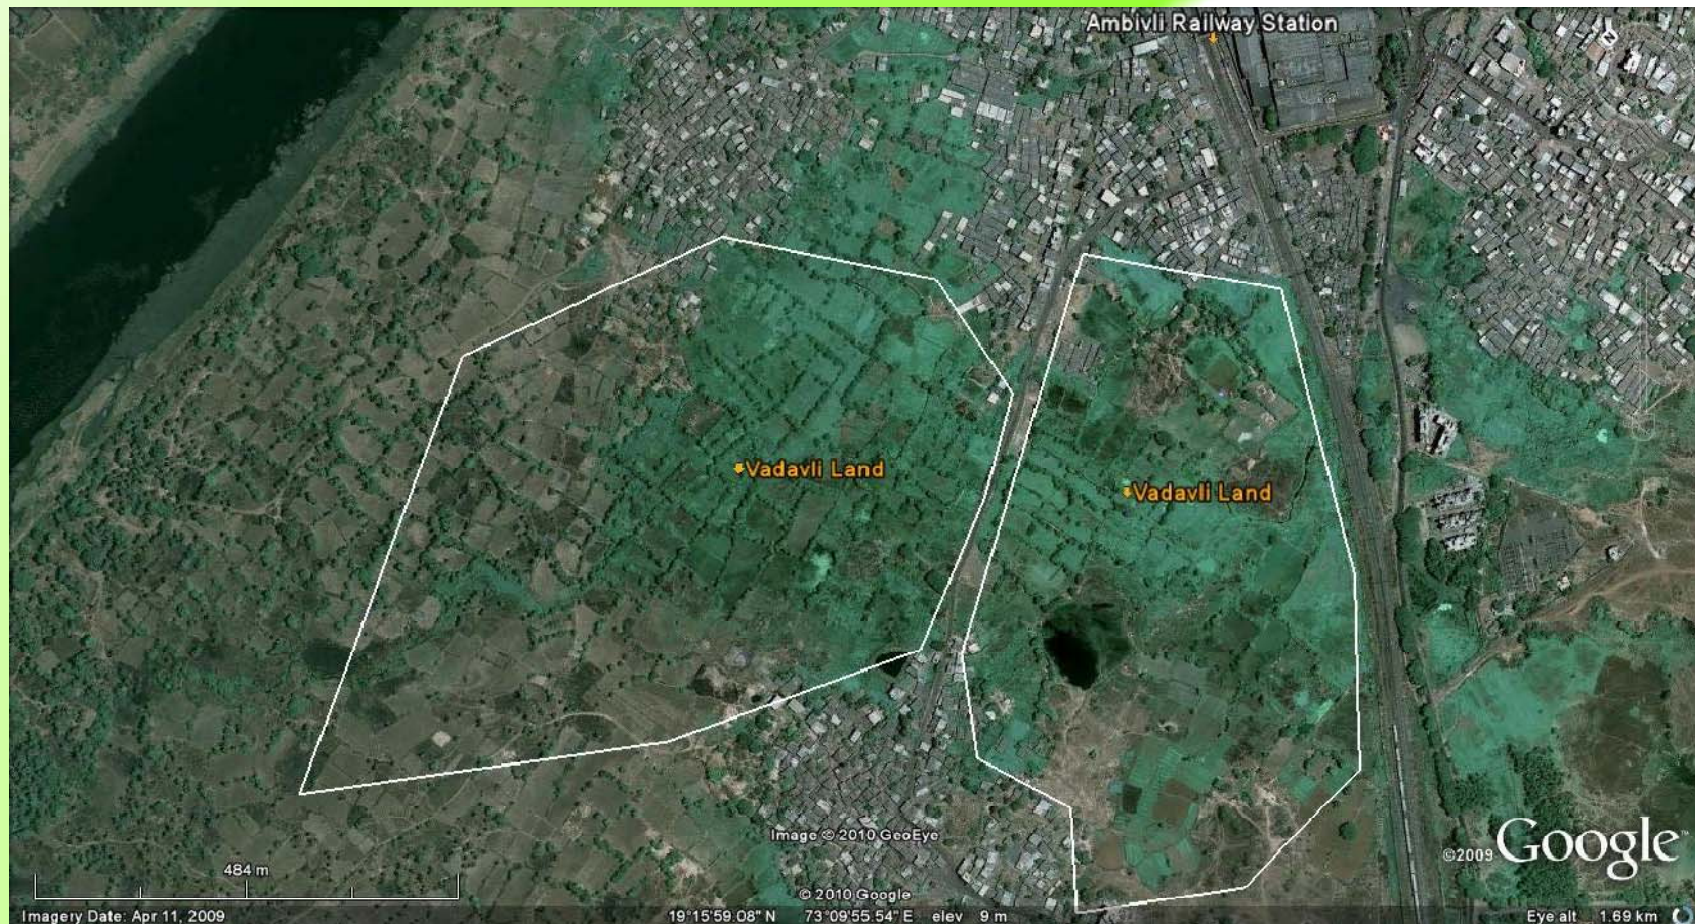 Ambivli Railway Station
N
Vadavli Land
Vadavli Land
Image © 2010 GeoEye
©2009 Google™
484 m
© 2010 Google
Imagery Date: Apr 11, 2009
19°15'59.08" N 73°09'55.54" E elev 9 m
Eye alt 1.69 km